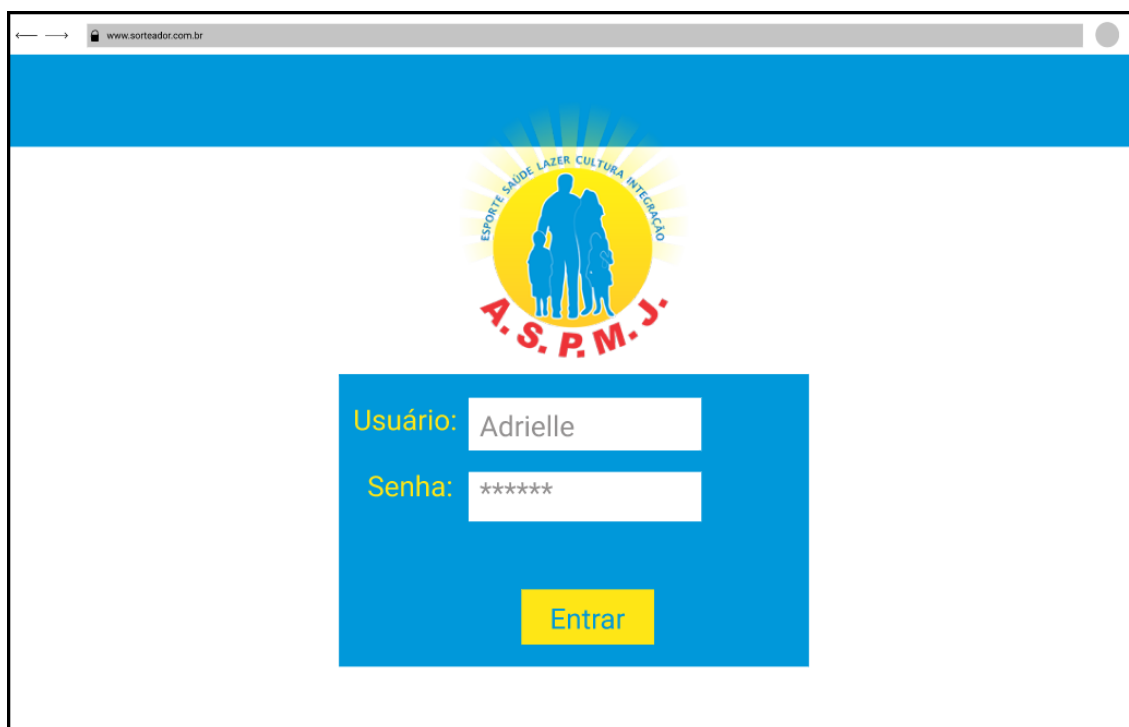 www.sorteador.com.br
ESPORTE SAÚDE LAZER CULTURA INTEGRAÇÃO
A.S.P.M.J.
Usuário: Adrielle
Senha: ******
Entrar